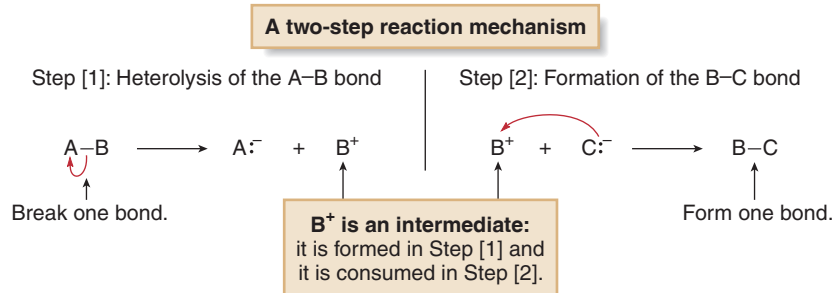 A two-step reaction mechanism
Step [1]: Heterolysis of the A–B bond
Step [2]: Formation of the B–C bond
A–B A:⁻ + B⁺
B⁺ + C:⁻ B–C
Break one bond.
B⁺ is an intermediate:
it is formed in Step [1] and
it is consumed in Step [2].
Form one bond.